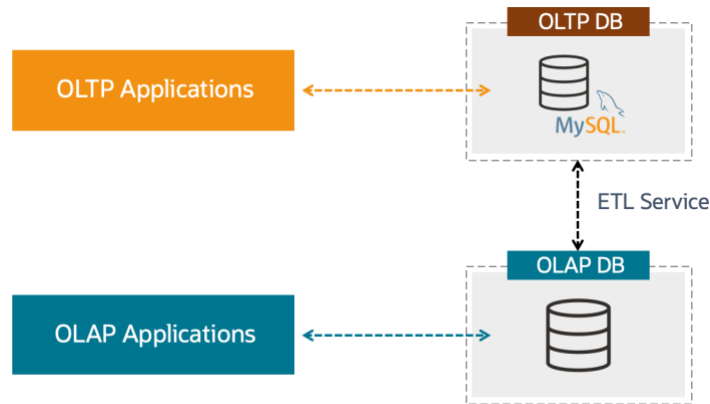 OLTP DB
OLTP Applications
MySQL
ETL Service
OLAP DB
OLAP Applications